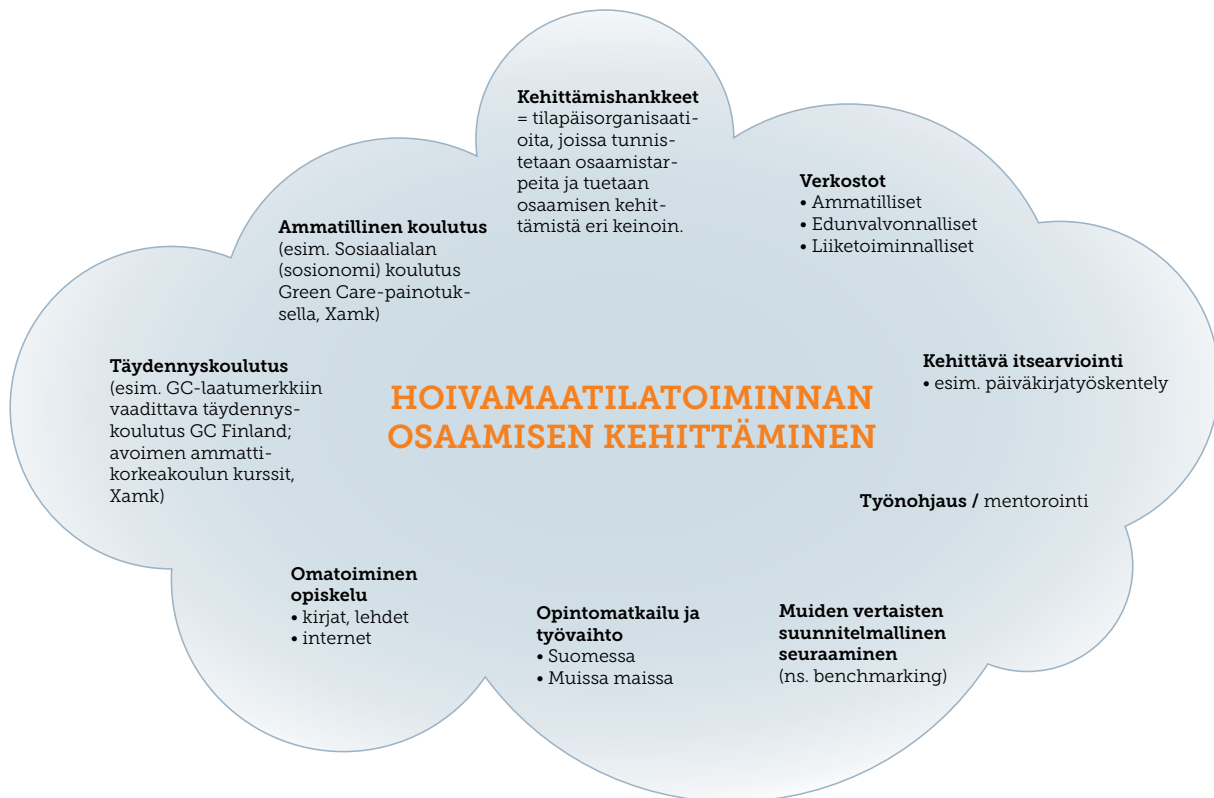 Kehittämishankkeet
= tilapäisorganisaati-
oita, joissa tunnis-
tetaan osaamistar-
peita ja tuetaan
osaamisen kehit-
tämistä eri keinoin.
Verkostot
• Ammatilliset
• Edunvalvonnalliset
• Liiketoiminnalliset
Ammatillinen koulutus
(esim. Sosiaalialan
(sosionomi) koulutus
Green Care-painotuk-
sella, Xamk)
Täydennyskoulutus
(esim. GC-laatumerkkiin
vaadittava täydennys-
koulutus GC Finland;
avoimen ammatti-
korkeakoulun kurssit,
Xamk)
HOIVAMAATILATOIMINNAN
OSAAMISEN KEHITTÄMINEN
Kehittävä itsearviointi
• esim. päiväkirjatyöskentely
Työnohjaus / mentorointi
Omatoiminen
opiskelu
• kirjat, lehdet
• internet
Opintomatkailu ja
työvaihto
• Suomessa
• Muissa maissa
Muiden vertaisten
suunnitelmallinen
seuraaminen
(ns. benchmarking)